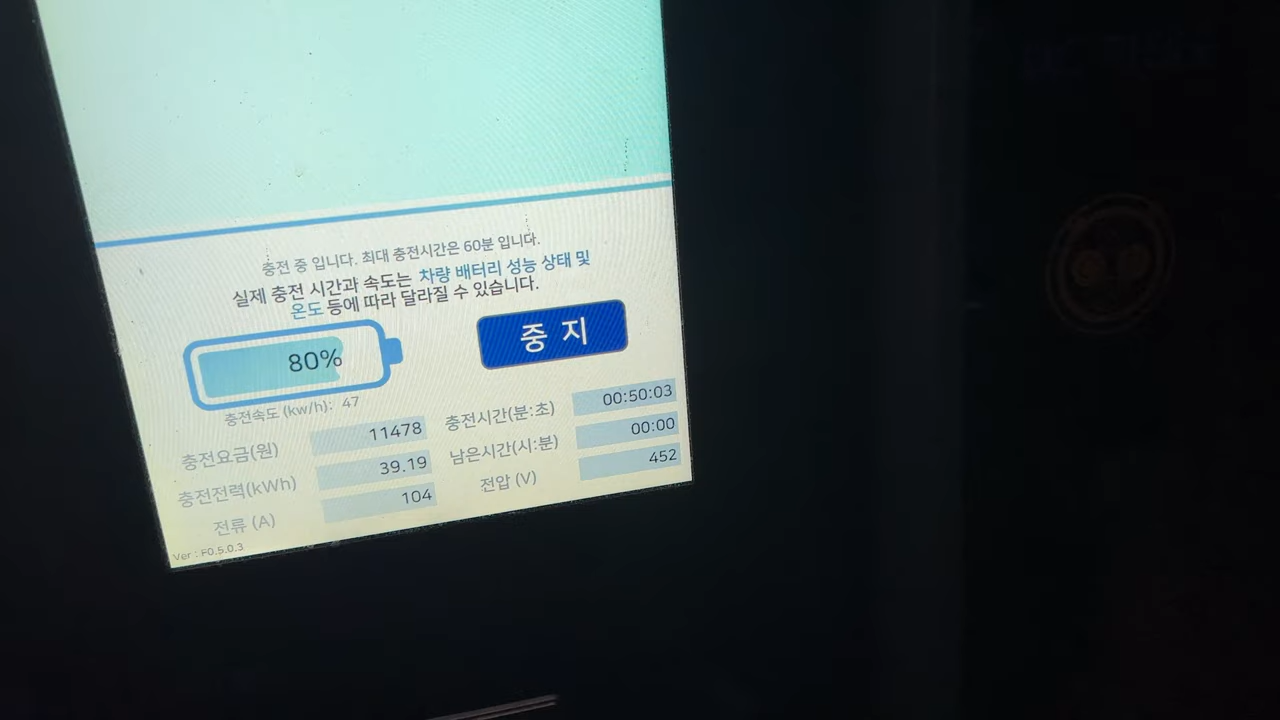 충전 중 입니다. 최대 충전시간은 60분 입니다.
실제 충전 시간과 속도는 차량 배터리 성능 상태 및
온도 등에 따라 달라질 수 있습니다.
80%
중 지
충전속도 (kw/h): 47
충전요금(원) 11478
충전시간(분:초) 00:50:03
충전전력(kWh) 39.19
남은시간(시:분) 00:00
전류 (A) 104
전압 (V) 452
Ver : F0.5.0.3